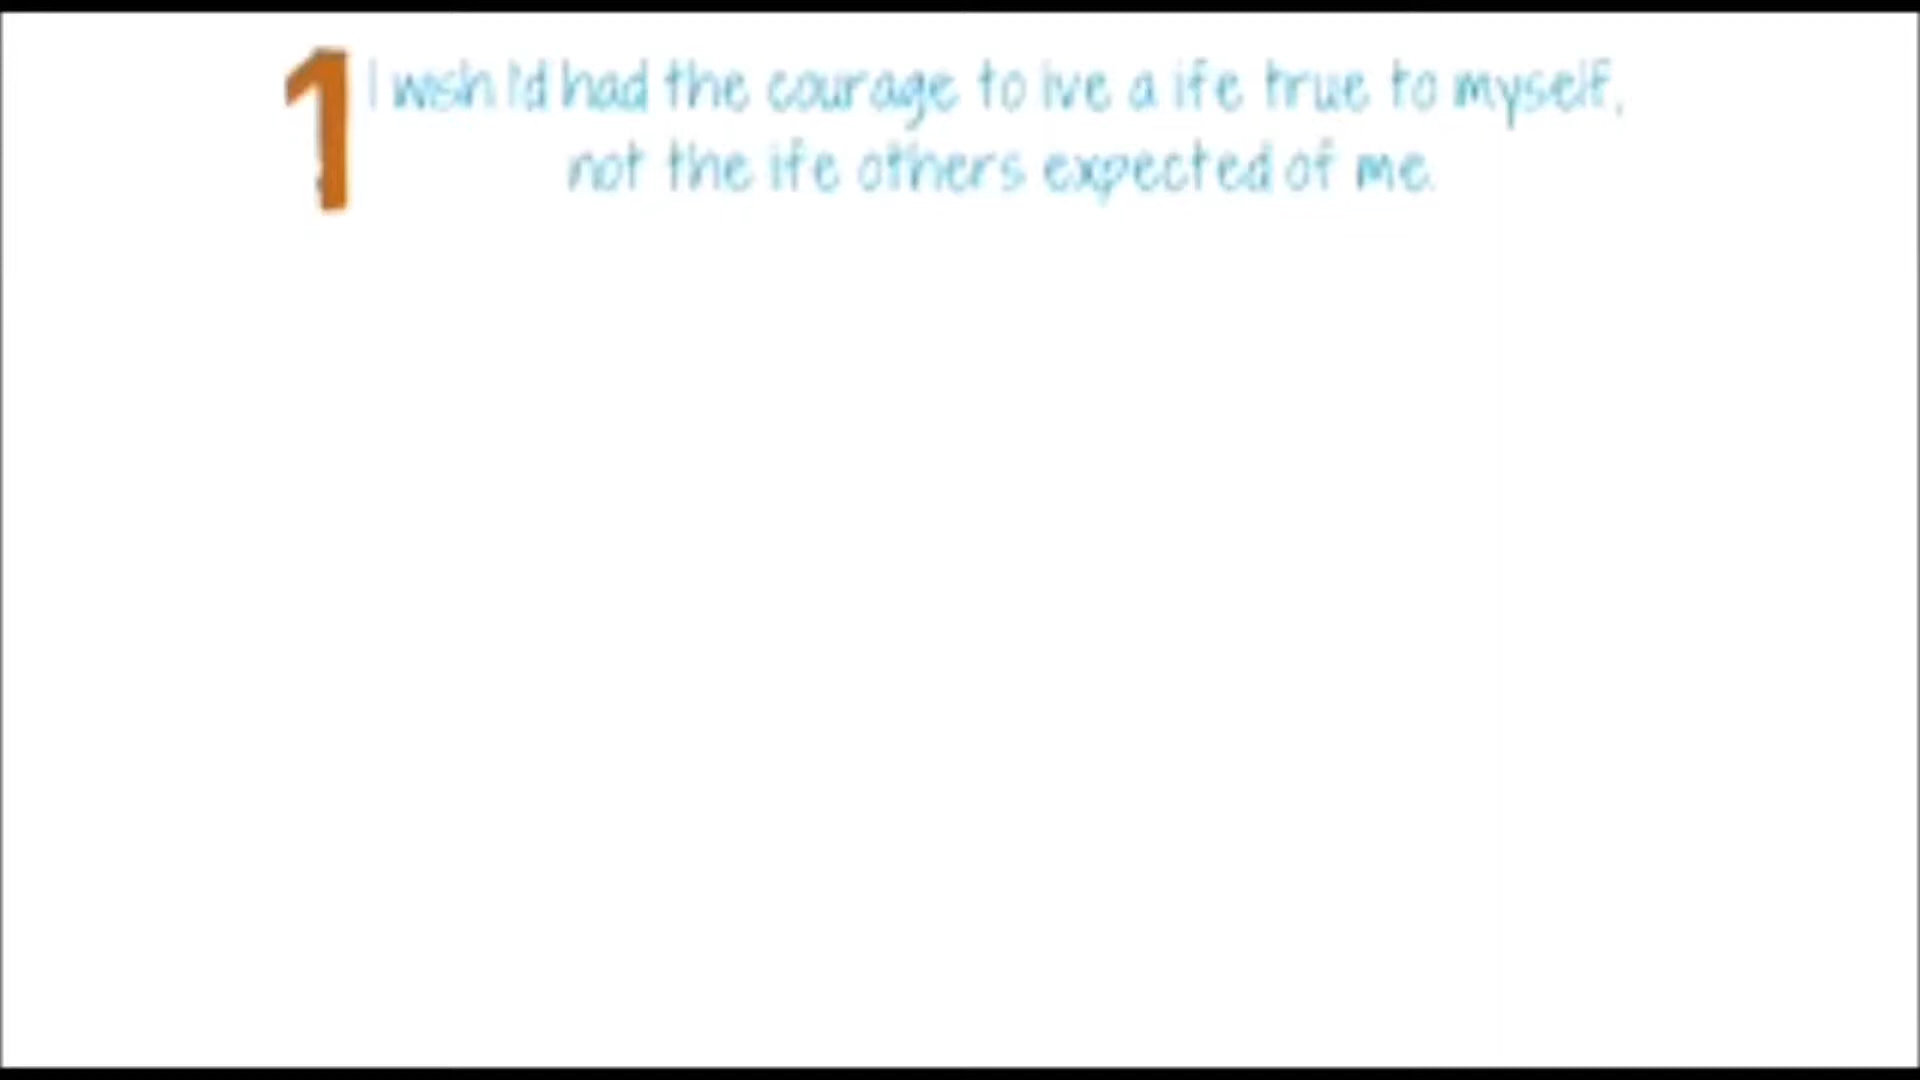 1 I wish I'd had the courage to live a life true to myself,
not the life others expected of me.